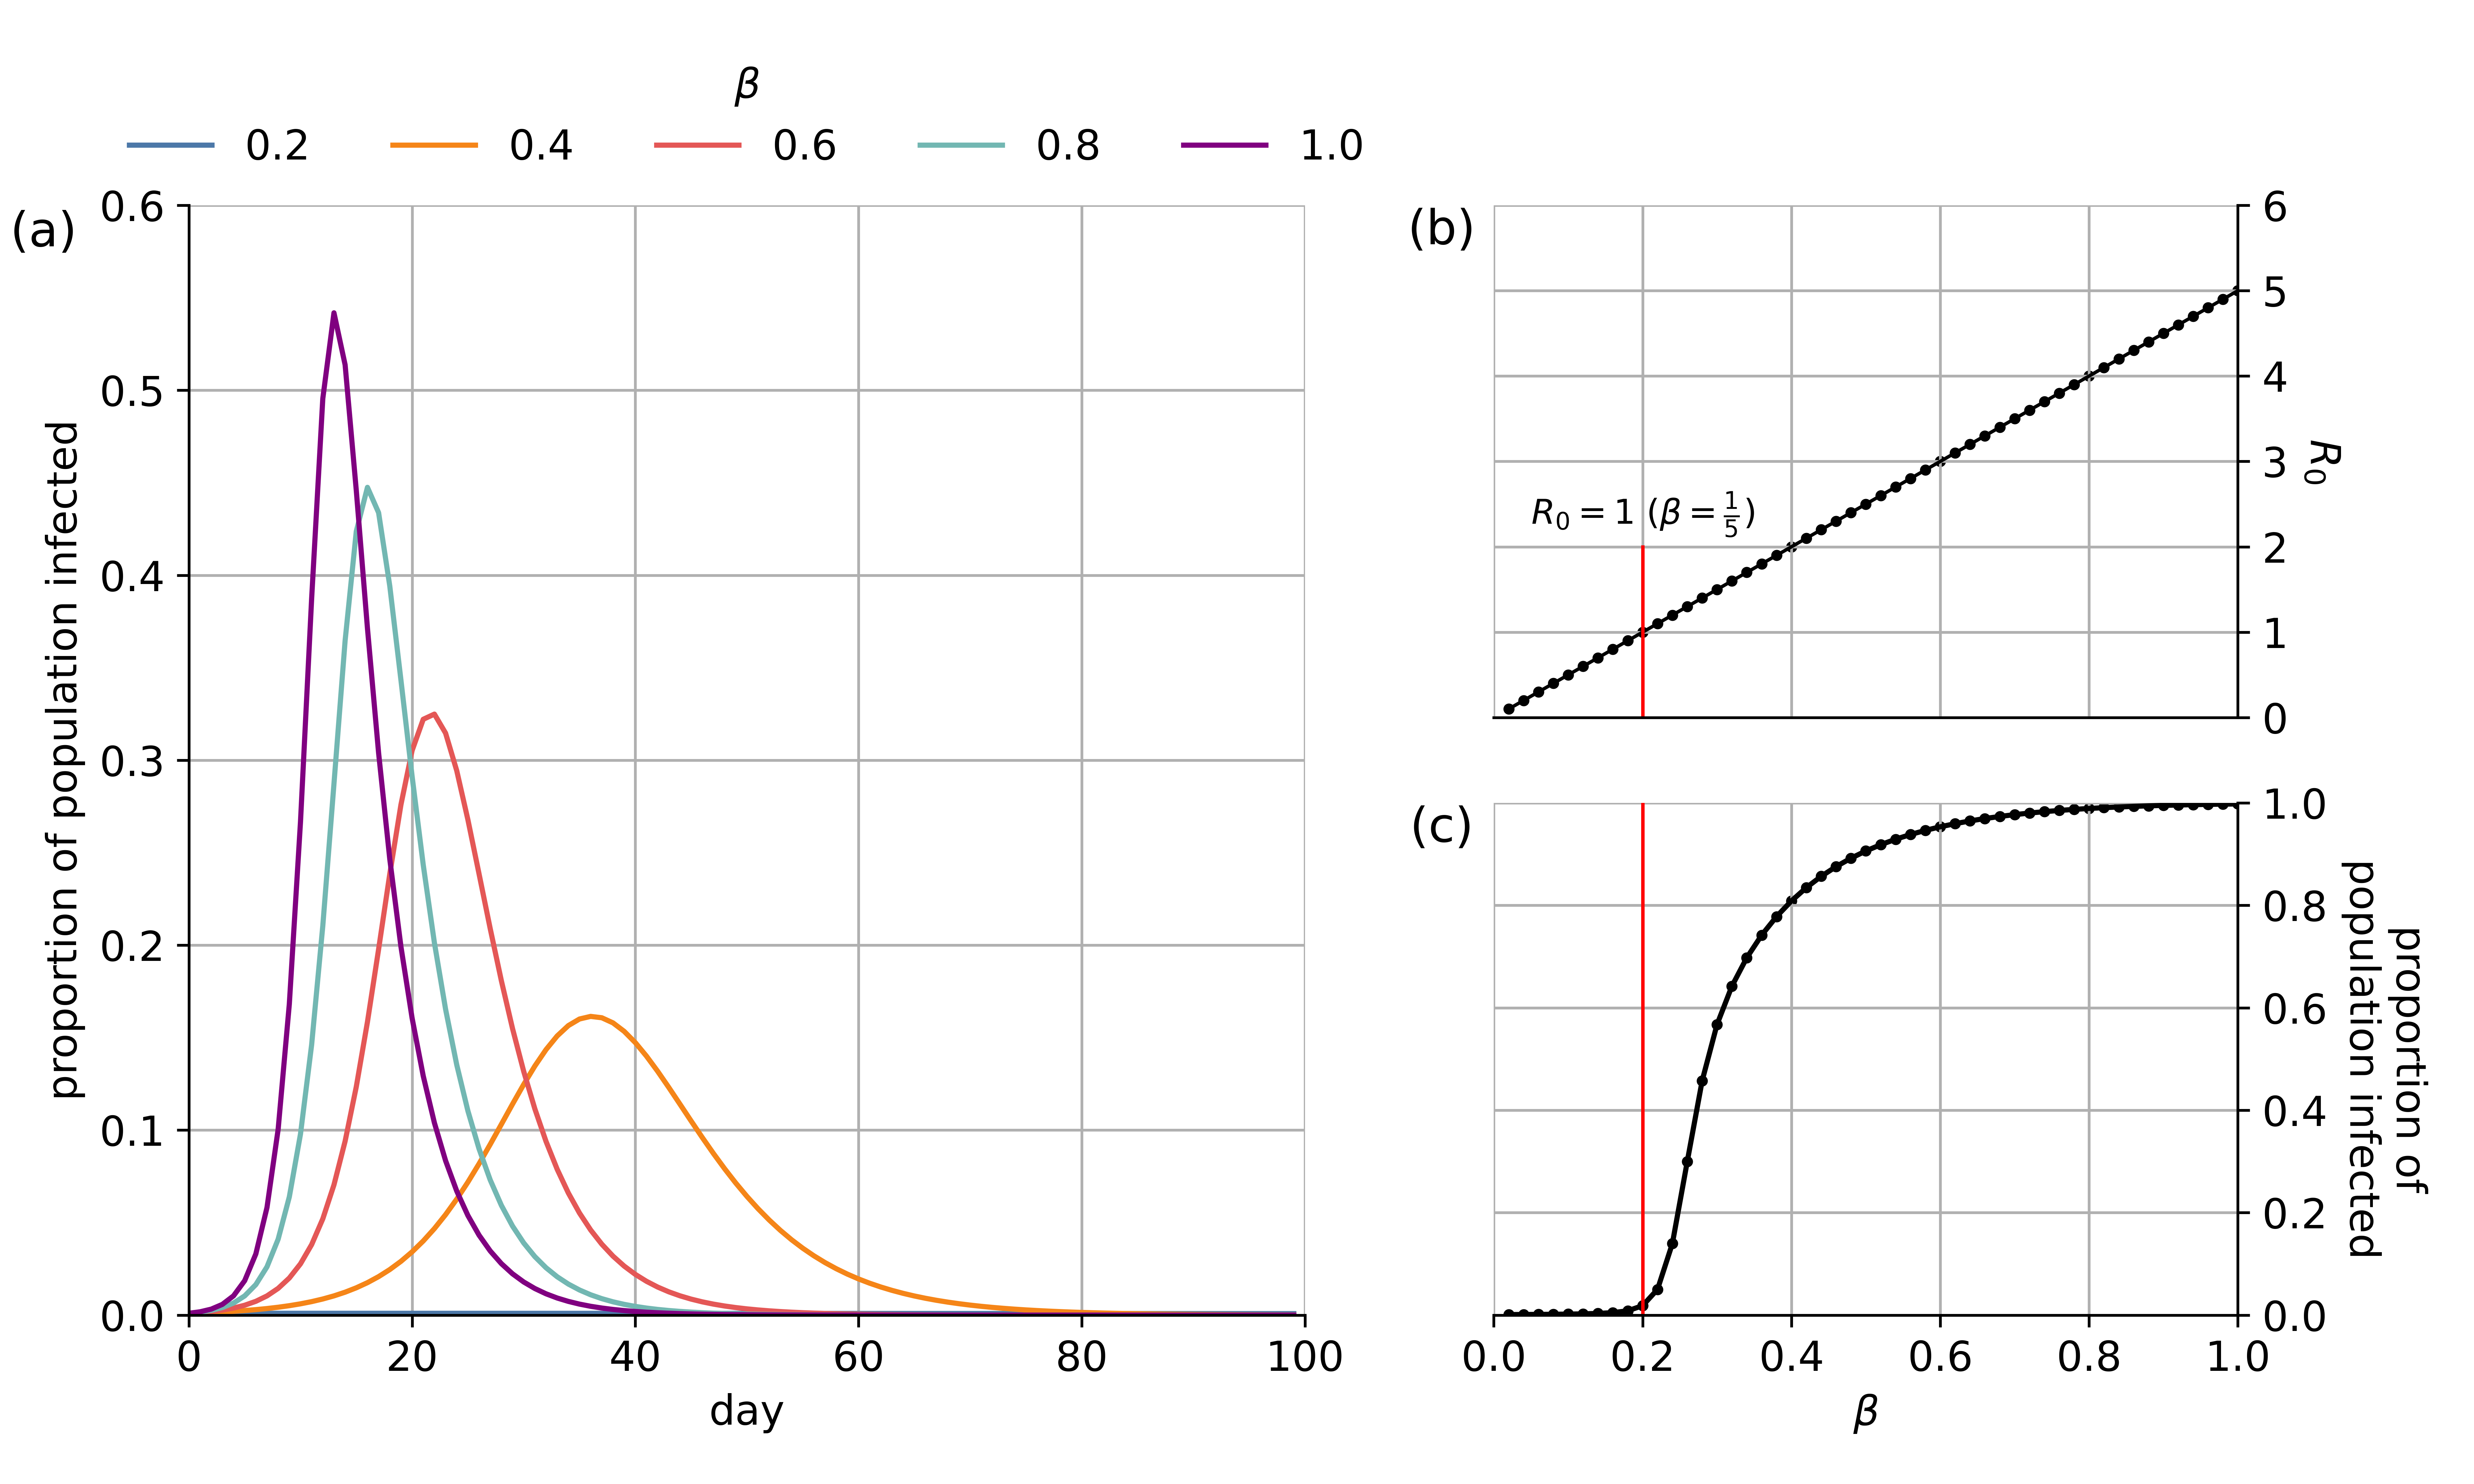 β
0.2 0.4 0.6 0.8 1.0
(a)
0.6
0.5
0.4
0.3
0.2
0.1
0.0
proportion of population infected
0 20 40 60 80 100
day
(b)
6
5
4
3
2
1
0
R₀
R₀ = 1 (β = 1/5)
(c)
1.0
0.8
0.6
0.4
0.2
0.0
proportion of
population infected
0.0 0.2 0.4 0.6 0.8 1.0
β